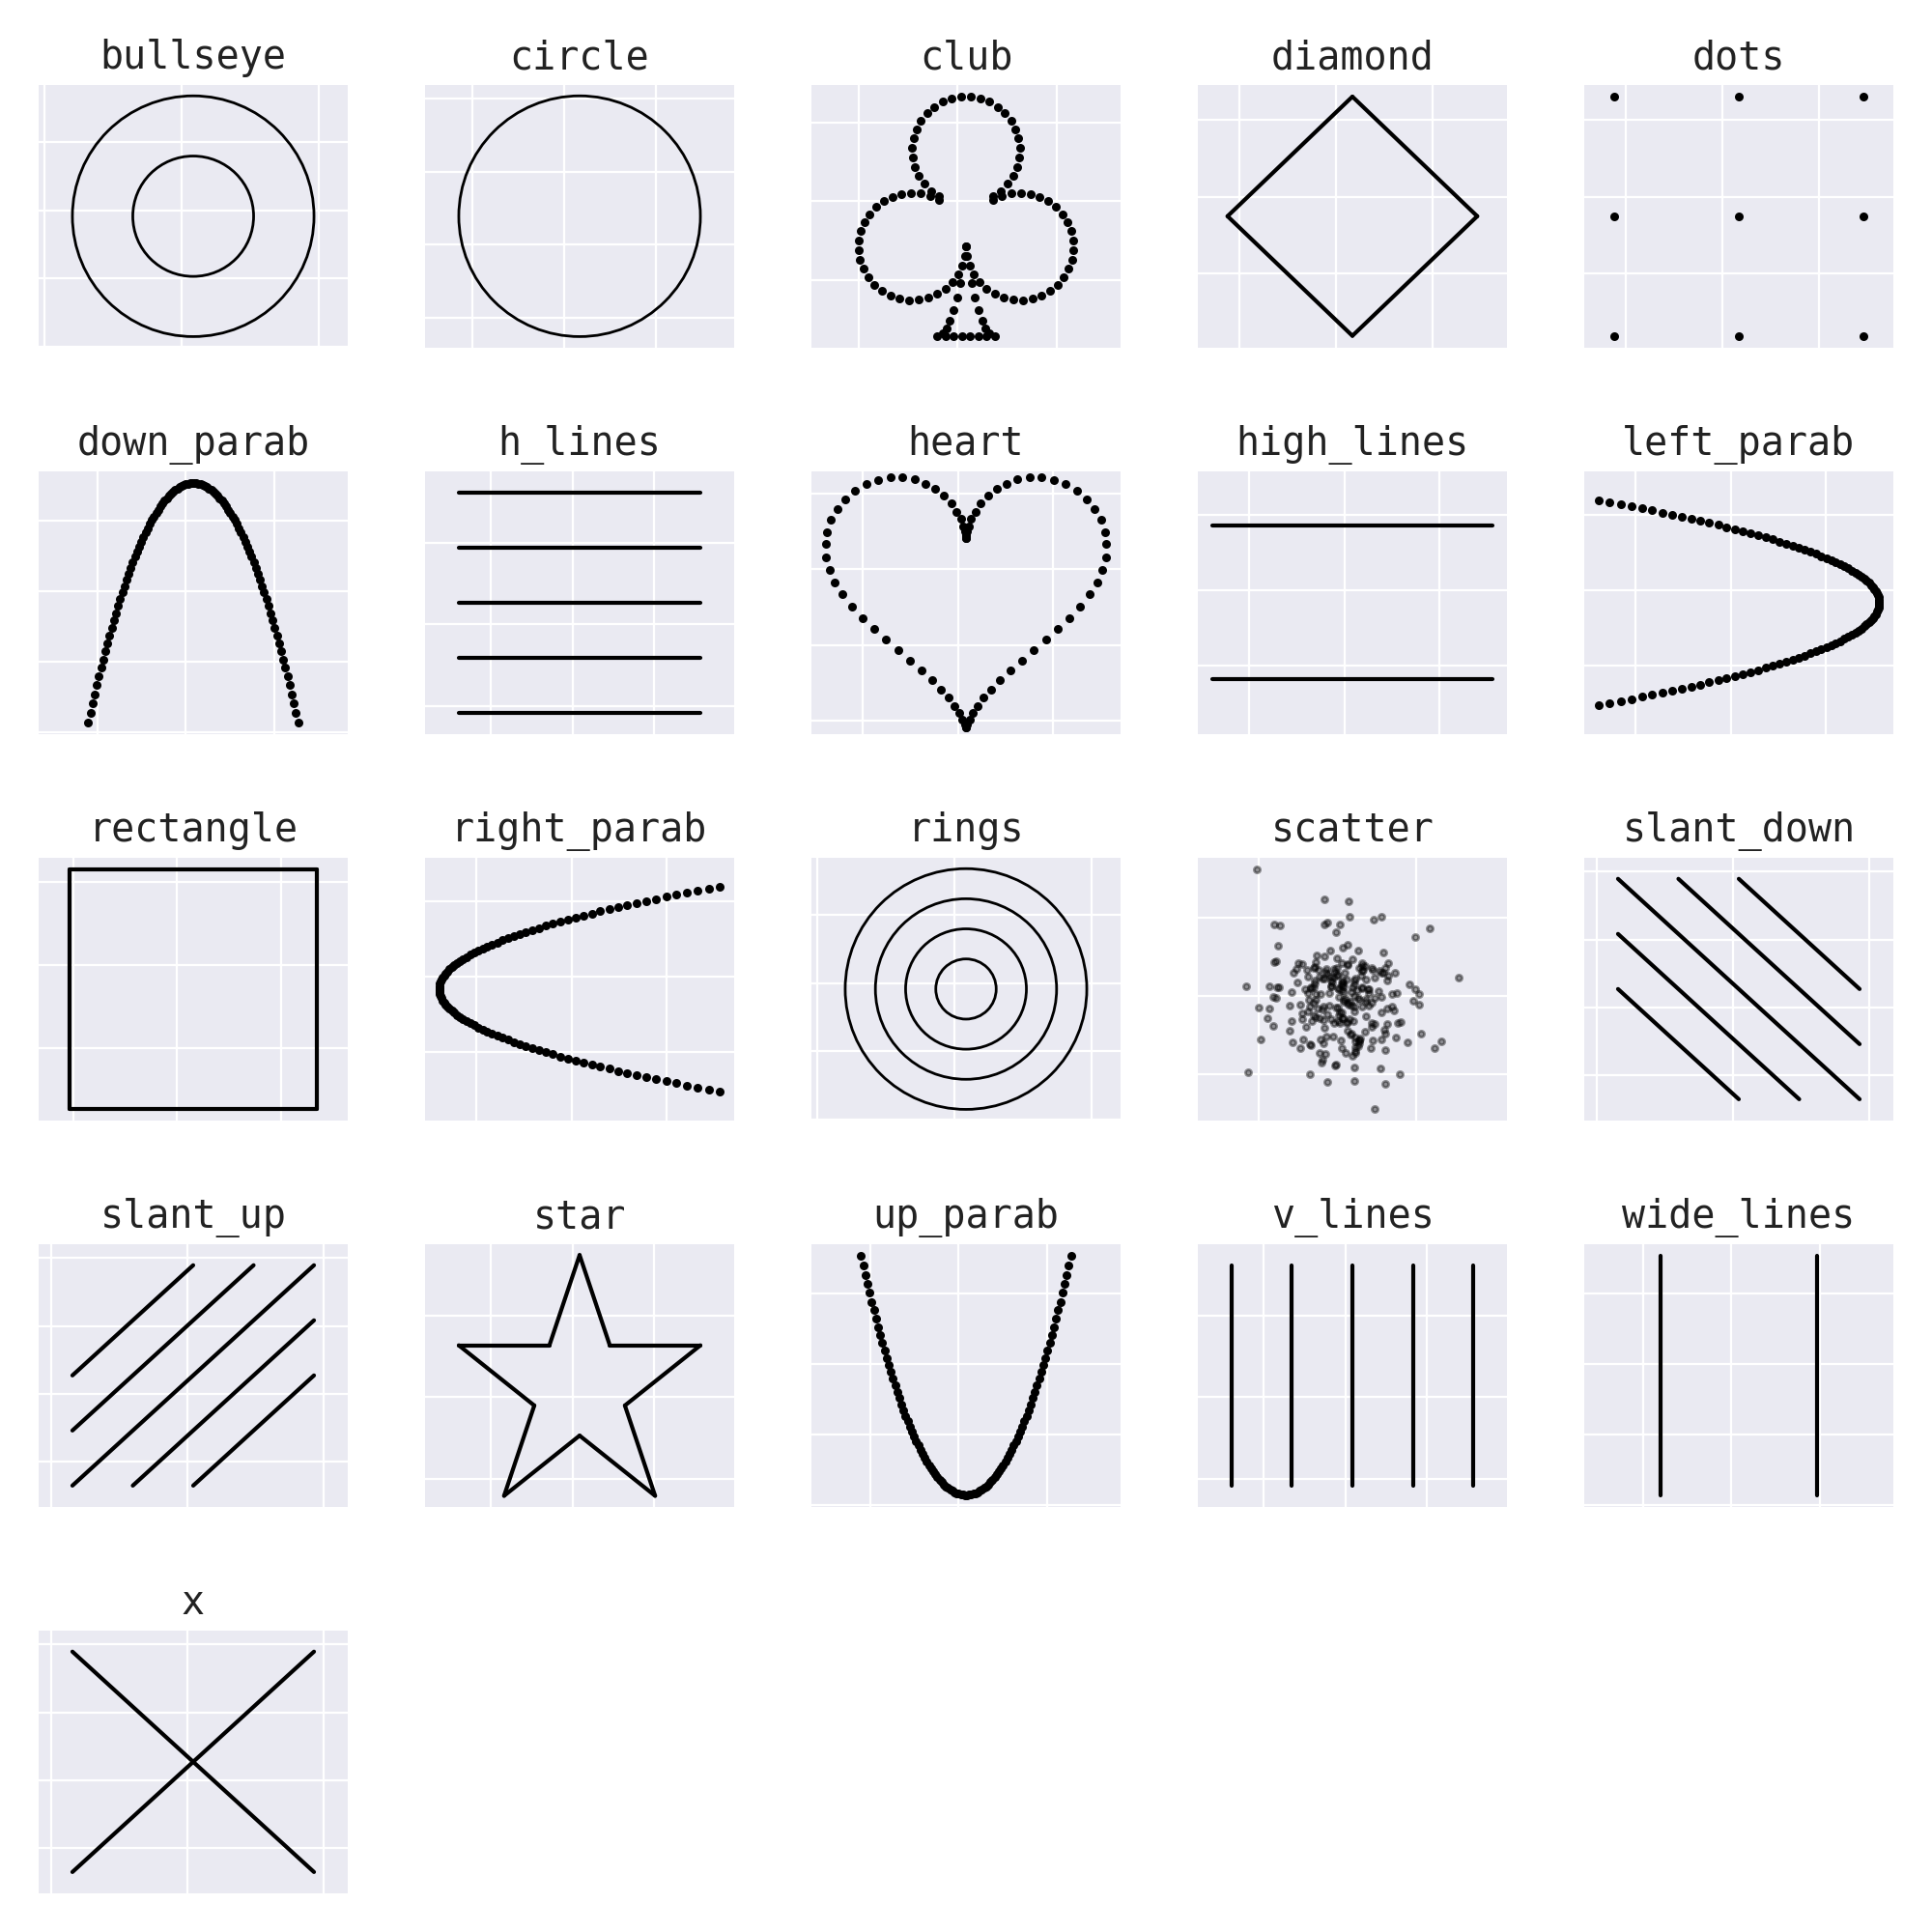 bullseye
circle
club
diamond
dots
down_parab
h_lines
heart
high_lines
left_parab
rectangle
right_parab
rings
scatter
slant_down
slant_up
star
up_parab
v_lines
wide_lines
x